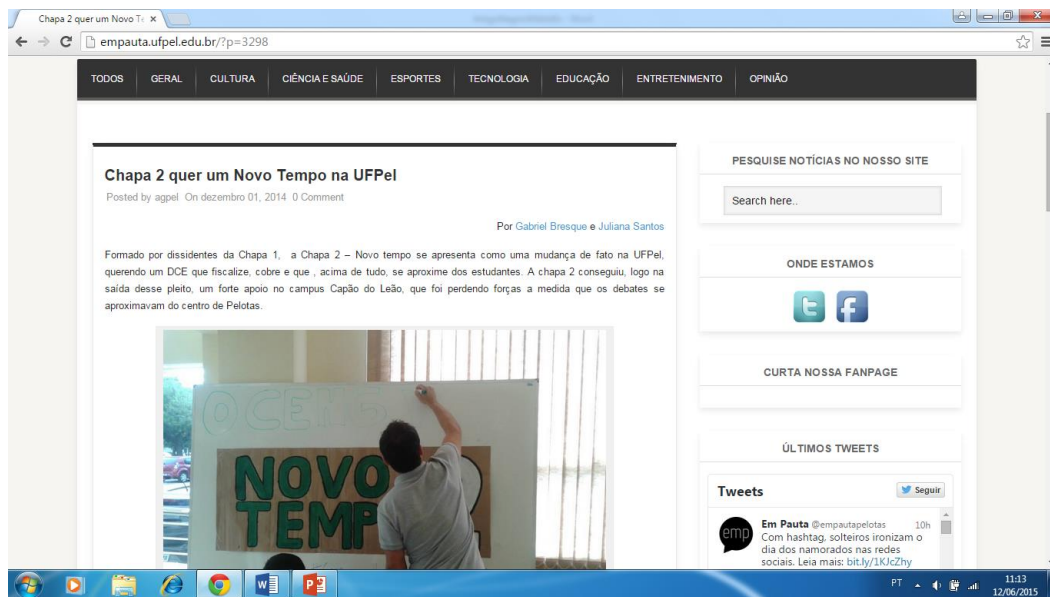 Chapa 2 quer um Novo Te
empauta.ufpel.edu.br/?p=3298
TODOS GERAL CULTURA CIÊNCIA E SAÚDE ESPORTES TECNOLOGIA EDUCAÇÃO ENTRETENIMENTO OPINIÃO
Chapa 2 quer um Novo Tempo na UFPel
Posted by agpel On dezembro 01, 2014 0 Comment
Por Gabriel Bresque e Juliana Santos
Formado por dissidentes da Chapa 1, a Chapa 2 – Novo tempo se apresenta como uma mudança de fato na UFPel,
querendo um DCE que fiscalize, cobre e que , acima de tudo, se aproxime dos estudantes. A chapa 2 conseguiu, logo na
saída desse pleito, um forte apoio no campus Capão do Leão, que foi perdendo forças a medida que os debates se
aproximavam do centro de Pelotas.
OCEMS
NOVO
TEMP 2
PESQUISE NOTÍCIAS NO NOSSO SITE
Search here..
ONDE ESTAMOS
CURTA NOSSA FANPAGE
ÚLTIMOS TWEETS
Tweets Seguir
emp
Em Pauta @empautapelotas 10h
Com hashtag, solteiros ironizam o
dia dos namorados nas redes
sociais. Leia mais: bit.ly/1KJcZhy
PT 11:13
12/06/2015